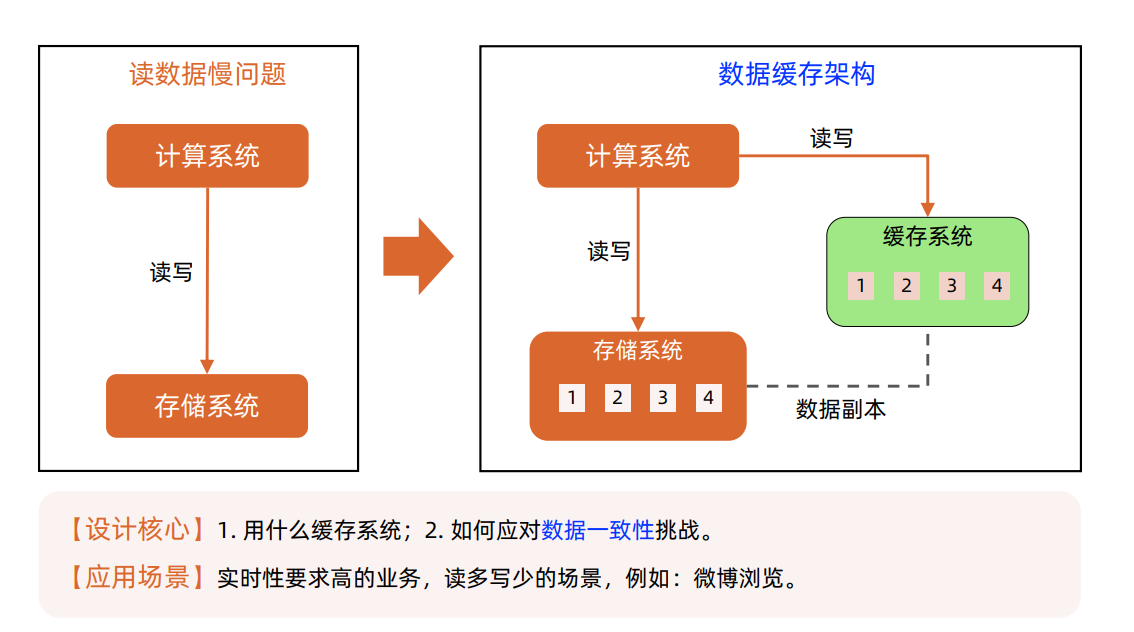 读数据慢问题
计算系统
读写
存储系统
数据缓存架构
计算系统
读写
读写
缓存系统
1 2 3 4
存储系统
1 2 3 4
数据副本
【设计核心】1. 用什么缓存系统；2. 如何应对数据一致性挑战。
【应用场景】实时性要求高的业务，读多写少的场景，例如：微博浏览。